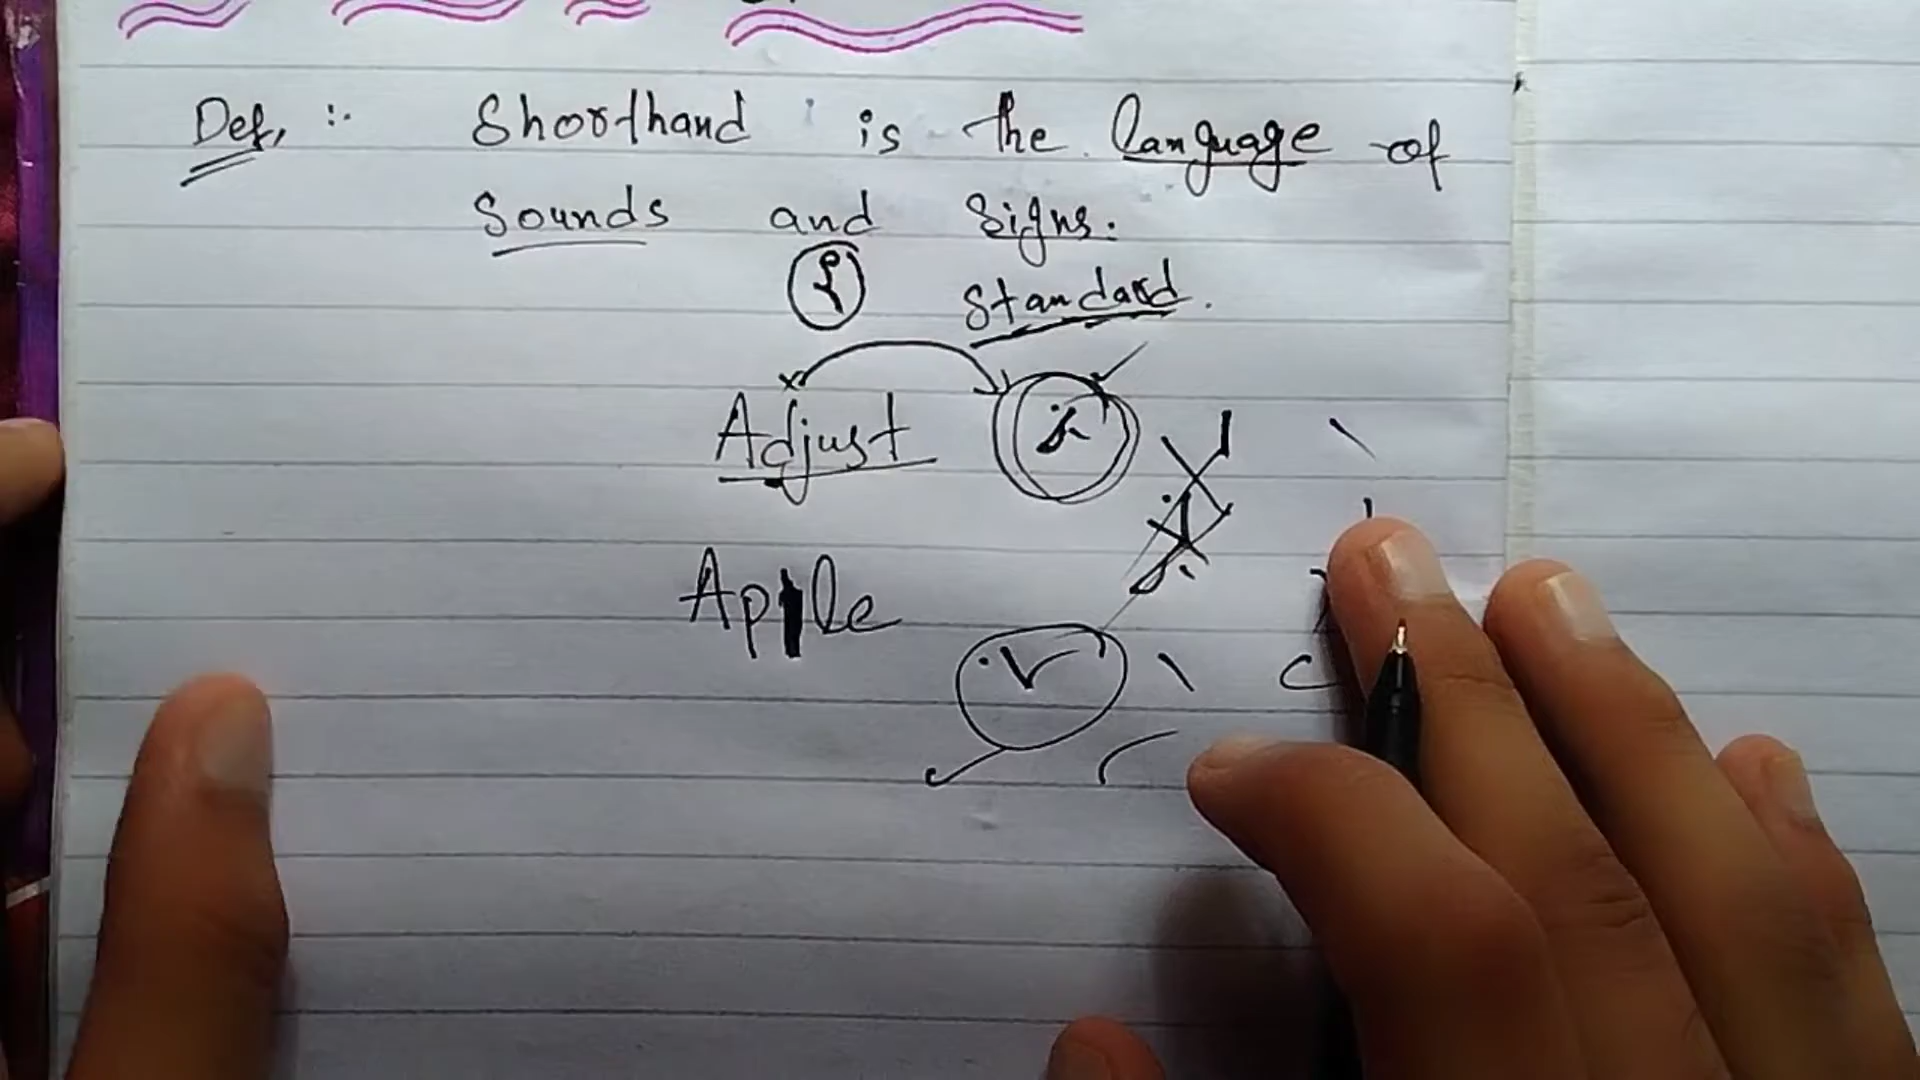 Def, :- Shorthand is the language of
Sounds and Signs.
Standard.
Adjust
Apple